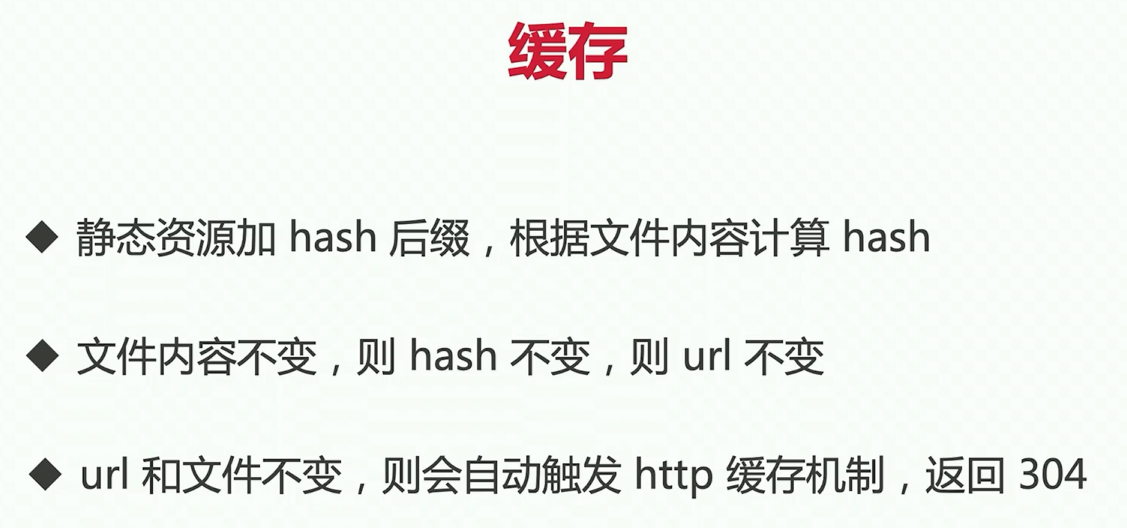 缓存
◆ 静态资源加 hash 后缀，根据文件内容计算 hash
◆ 文件内容不变，则 hash 不变，则 url 不变
◆ url 和文件不变，则会自动触发 http 缓存机制，返回 304